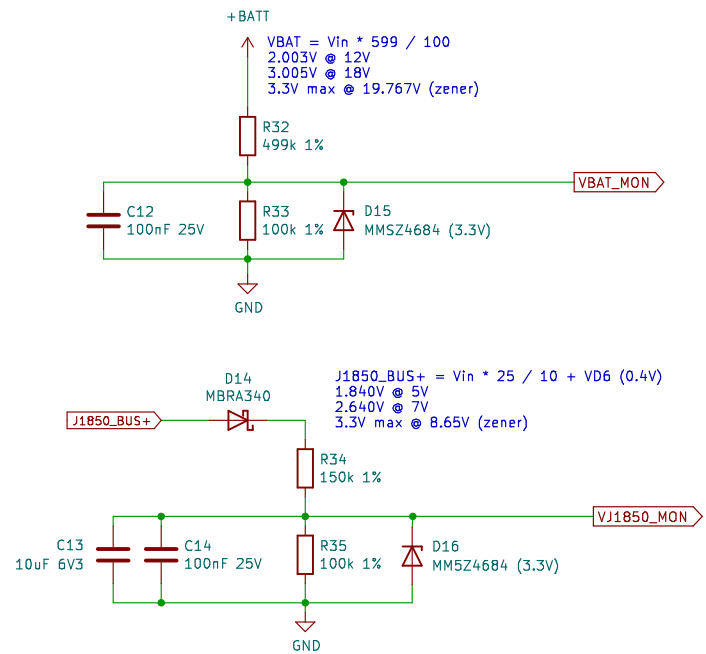 +BATT
VBAT = Vin * 599 / 100
2.003V @ 12V
3.005V @ 18V
3.3V max @ 19.767V (zener)
R32
499k 1%
VBAT_MON
C12
100nF 25V
R33
100k 1%
D15
MMSZ4684 (3.3V)
GND
D14
MBRA340
J1850_BUS+ = Vin * 25 / 10 + VD6 (0.4V)
1.840V @ 5V
2.640V @ 7V
3.3V max @ 8.65V (zener)
J1850_BUS+
R34
150k 1%
VJ1850_MON
C13
10uF 6V3
C14
100nF 25V
R35
100k 1%
D16
MM5Z4684 (3.3V)
GND